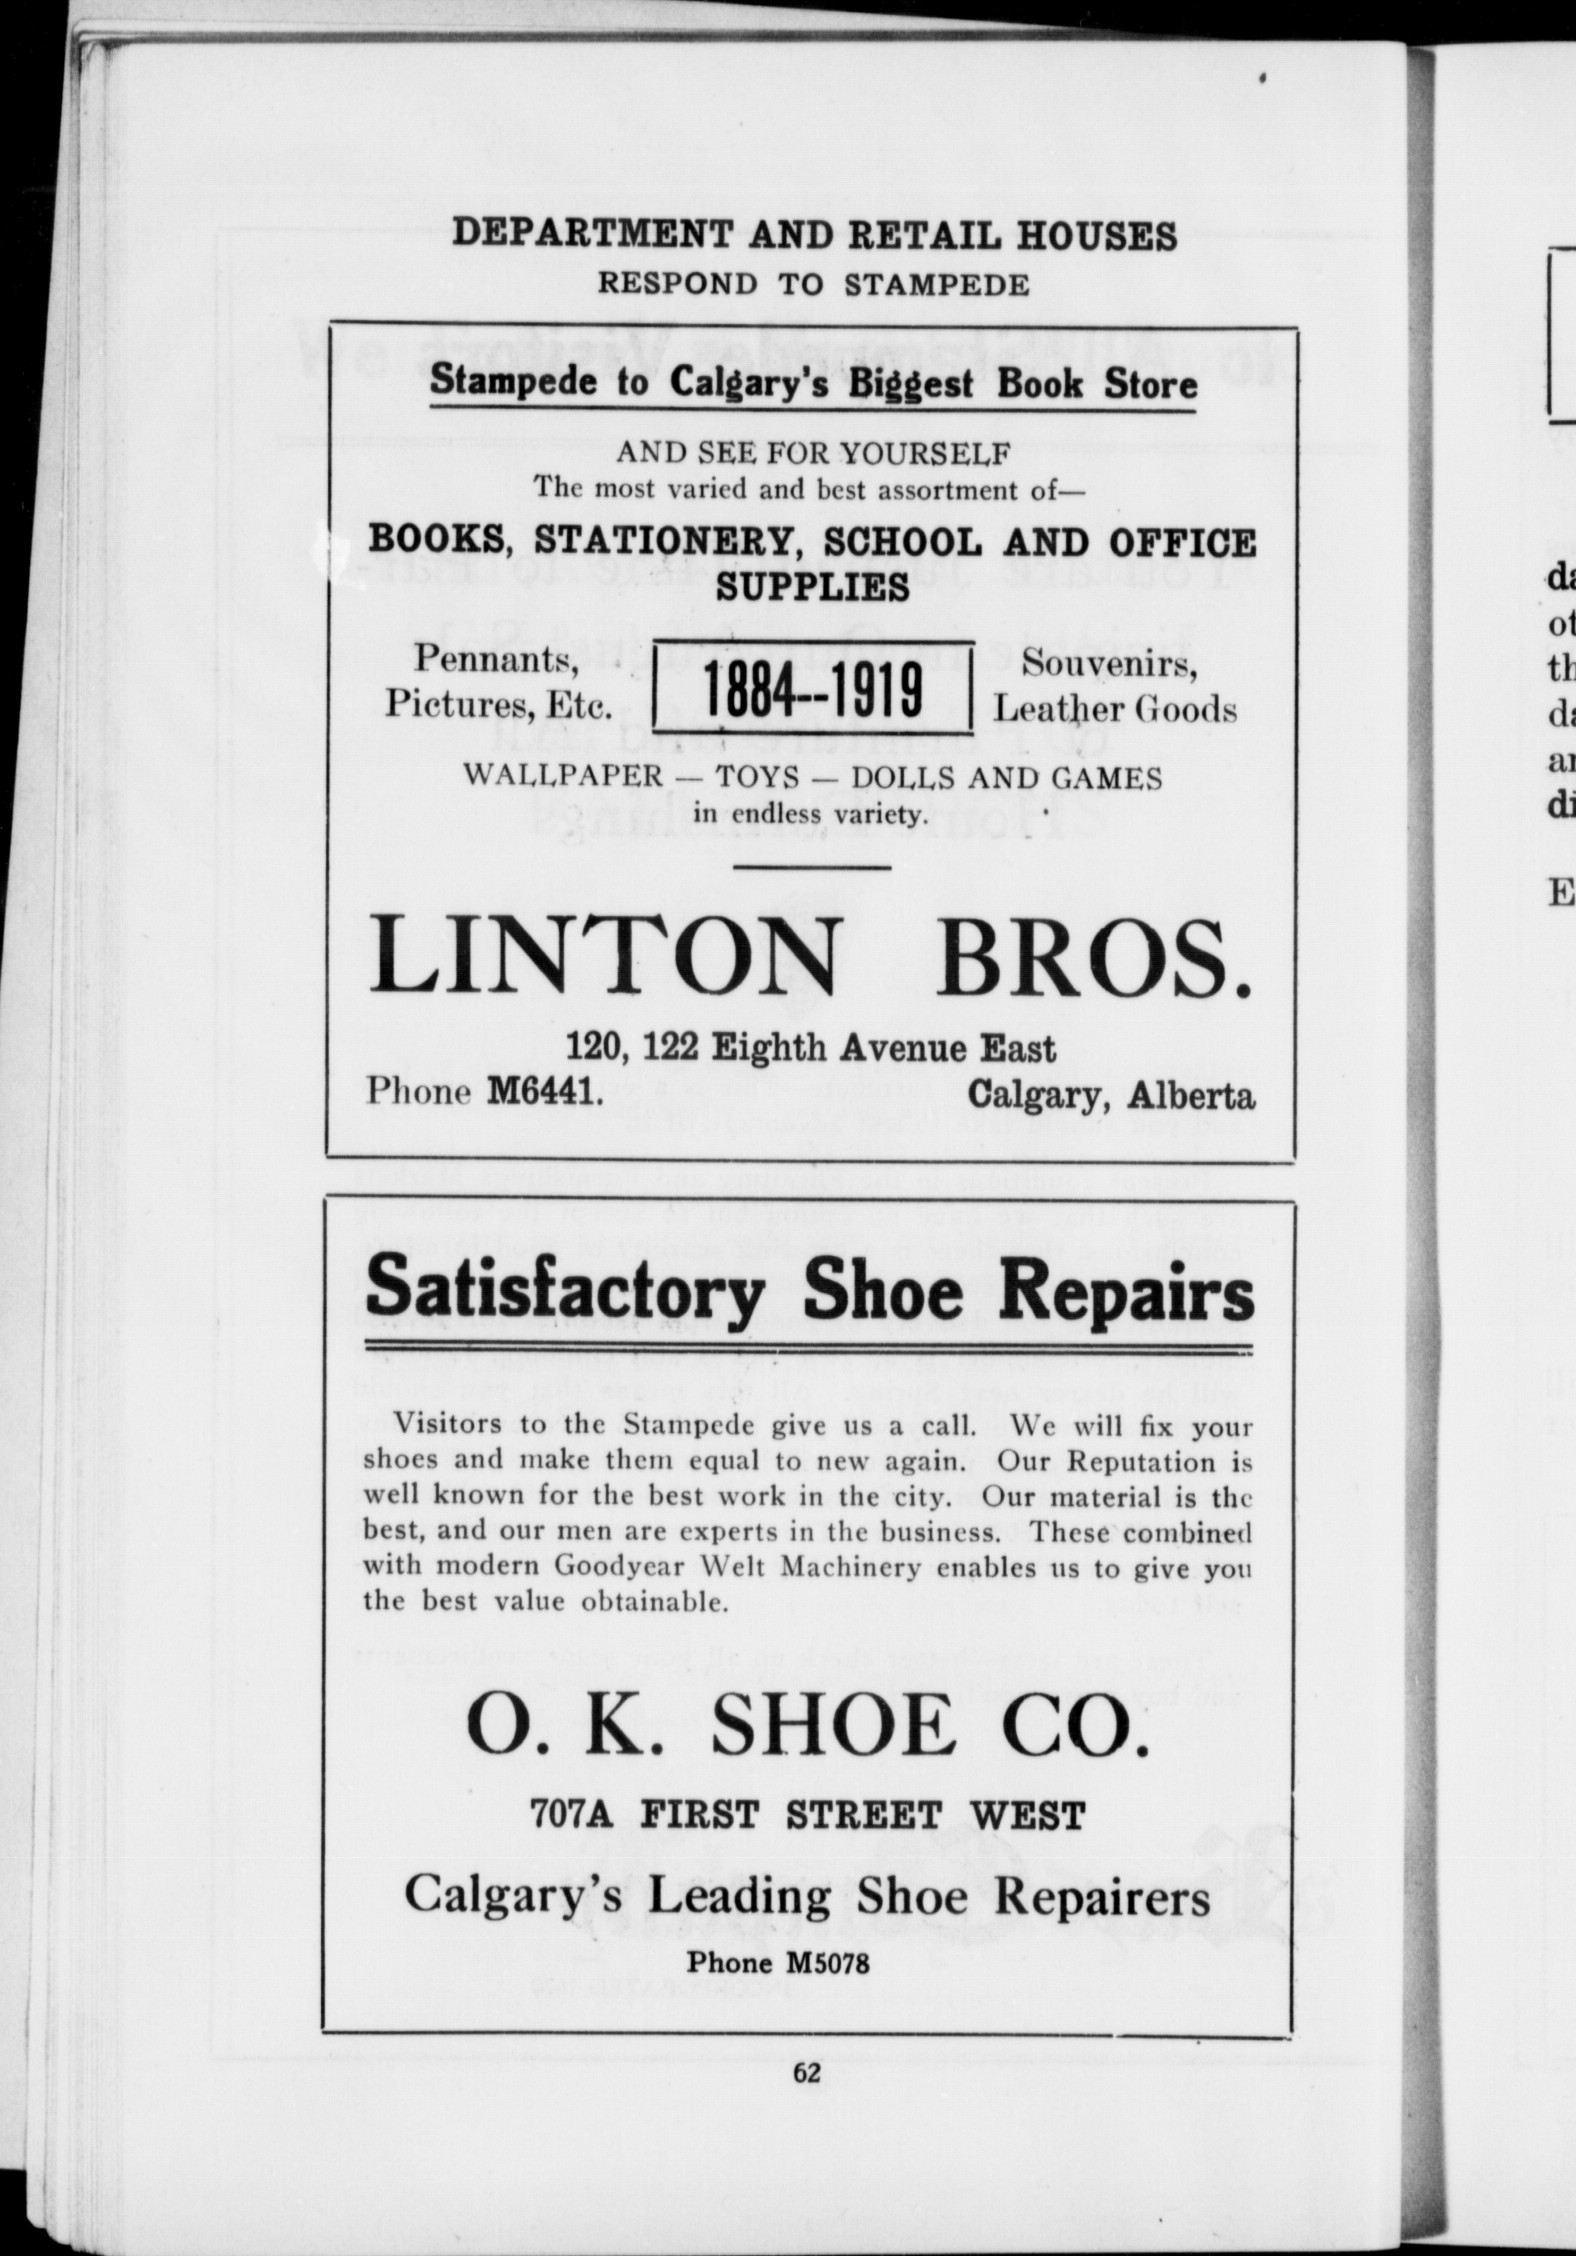 DEPARTMENT AND RETAIL HOUSES
RESPOND TO STAMPEDE
Stampede to Calgary's Biggest Book Store
AND SEE FOR YOURSELF
The most varied and best assortment of—
BOOKS, STATIONERY, SCHOOL AND OFFICE
SUPPLIES
Pennants,
Pictures, Etc.
1884--1919
Souvenirs,
Leather Goods
WALLPAPER — TOYS — DOLLS AND GAMES
in endless variety.
LINTON BROS.
120, 122 Eighth Avenue East
Phone M6441. Calgary, Alberta
Satisfactory Shoe Repairs
Visitors to the Stampede give us a call. We will fix your
shoes and make them equal to new again. Our Reputation is
well known for the best work in the city. Our material is the
best, and our men are experts in the business. These combined
with modern Goodyear Welt Machinery enables us to give you
the best value obtainable.
O. K. SHOE CO.
707A FIRST STREET WEST
Calgary's Leading Shoe Repairers
Phone M5078
62